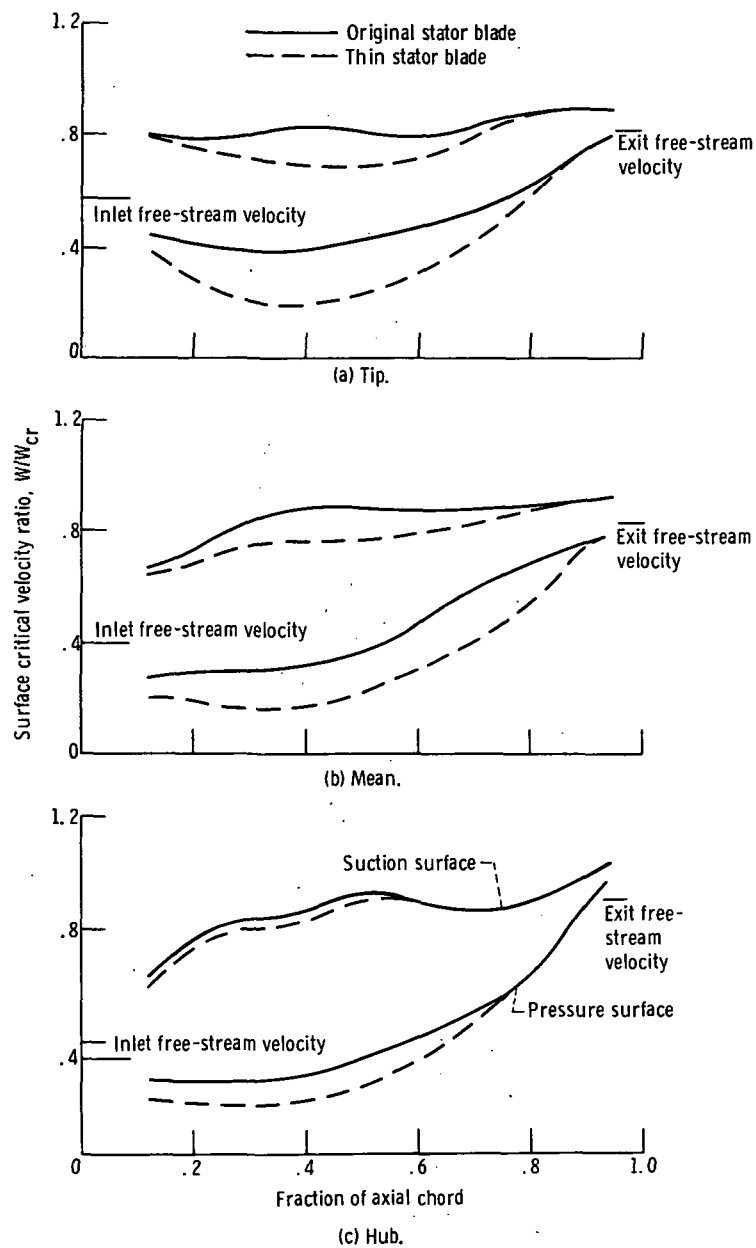 1.2
Original stator blade
Thin stator blade
.8
Exit free-stream
velocity
Inlet free-stream velocity
.4
0
(a) Tip.
1.2
Surface critical velocity ratio, W/Wcr
.8
Exit free-stream
velocity
Inlet free-stream velocity
.4
0
(b) Mean.
1.2
Suction surface
.8
Exit free-
stream
velocity
Pressure surface
Inlet free-stream velocity
.4
0 .2 .4 .6 .8 1.0
Fraction of axial chord
(c) Hub.